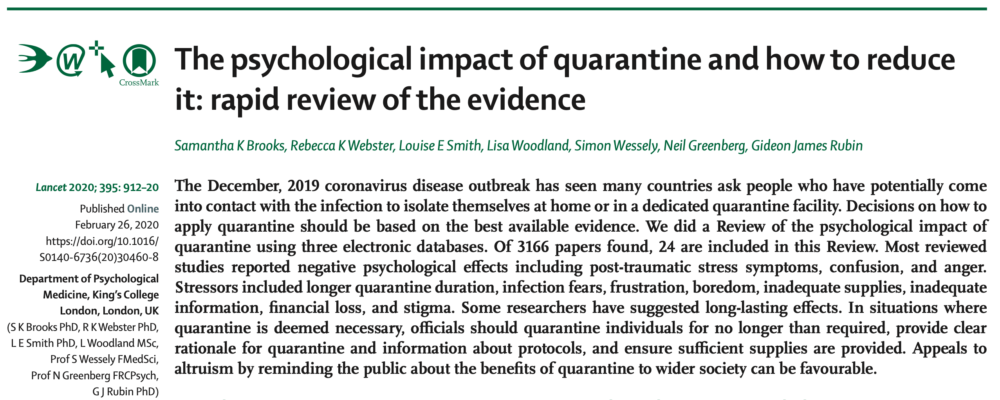 W
CrossMark
The psychological impact of quarantine and how to reduce
it: rapid review of the evidence
Samantha K Brooks, Rebecca K Webster, Louise E Smith, Lisa Woodland, Simon Wessely, Neil Greenberg, Gideon James Rubin
Lancet 2020; 395: 912–20
Published Online
February 26, 2020
https://doi.org/10.1016/
S0140-6736(20)30460-8
Department of Psychological
Medicine, King's College
London, London, UK
(S K Brooks PhD, R K Webster PhD,
L E Smith PhD, L Woodland MSc,
Prof S Wessely FMedSci,
Prof N Greenberg FRCPsych,
G J Rubin PhD)
The December, 2019 coronavirus disease outbreak has seen many countries ask people who have potentially come
into contact with the infection to isolate themselves at home or in a dedicated quarantine facility. Decisions on how to
apply quarantine should be based on the best available evidence. We did a Review of the psychological impact of
quarantine using three electronic databases. Of 3166 papers found, 24 are included in this Review. Most reviewed
studies reported negative psychological effects including post-traumatic stress symptoms, confusion, and anger.
Stressors included longer quarantine duration, infection fears, frustration, boredom, inadequate supplies, inadequate
information, financial loss, and stigma. Some researchers have suggested long-lasting effects. In situations where
quarantine is deemed necessary, officials should quarantine individuals for no longer than required, provide clear
rationale for quarantine and information about protocols, and ensure sufficient supplies are provided. Appeals to
altruism by reminding the public about the benefits of quarantine to wider society can be favourable.